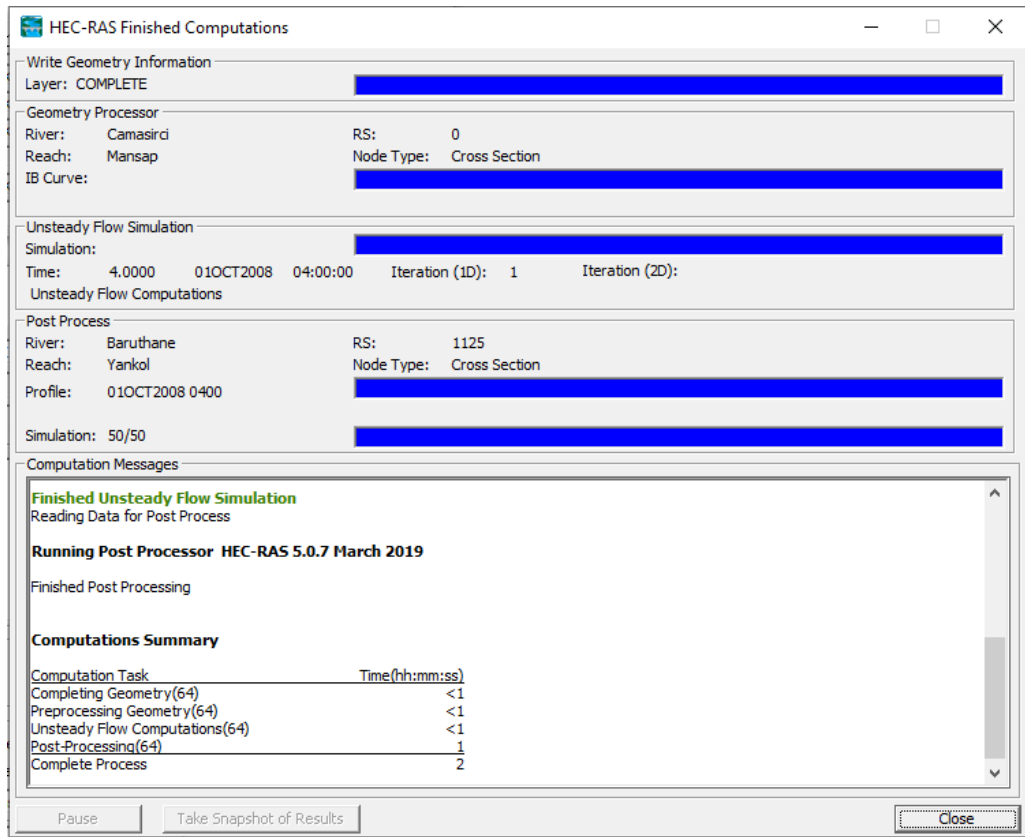 HEC-RAS Finished Computations
Write Geometry Information
Layer: COMPLETE
Geometry Processor
River: Camasirci RS: 0
Reach: Mansap Node Type: Cross Section
IB Curve:
Unsteady Flow Simulation
Simulation:
Time: 4.0000 01OCT2008 04:00:00 Iteration (1D): 1 Iteration (2D):
Unsteady Flow Computations
Post Process
River: Baruthane RS: 1125
Reach: Yankol Node Type: Cross Section
Profile: 01OCT2008 0400
Simulation: 50/50
Computation Messages
Finished Unsteady Flow Simulation
Reading Data for Post Process
Running Post Processor HEC-RAS 5.0.7 March 2019
Finished Post Processing
Computations Summary
Computation Task Time(hh:mm:ss)
Completing Geometry(64) <1
Preprocessing Geometry(64) <1
Unsteady Flow Computations(64) <1
Post-Processing(64) 1
Complete Process 2
Pause Take Snapshot of Results Close